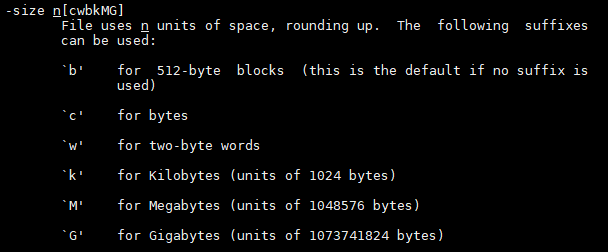 -size n[cwbkMG]
File uses n units of space, rounding up. The following suffixes
can be used:
`b' for 512-byte blocks (this is the default if no suffix is
used)
`c' for bytes
`w' for two-byte words
`k' for Kilobytes (units of 1024 bytes)
`M' for Megabytes (units of 1048576 bytes)
`G' for Gigabytes (units of 1073741824 bytes)